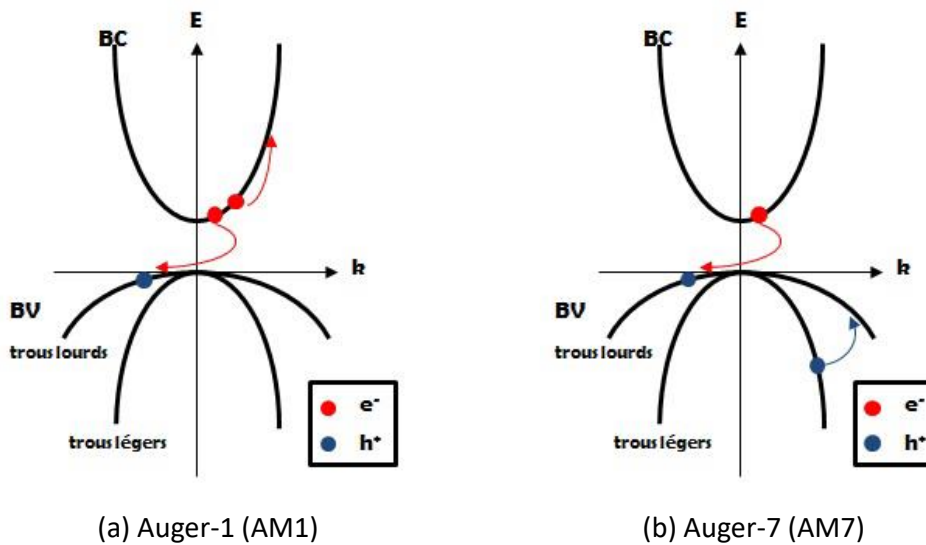 E
BC
k
BV
trous lourds
trous légers
e-
h+
(a) Auger-1 (AM1)
E
BC
k
BV
trous lourds
trous légers
e-
h+
(b) Auger-7 (AM7)